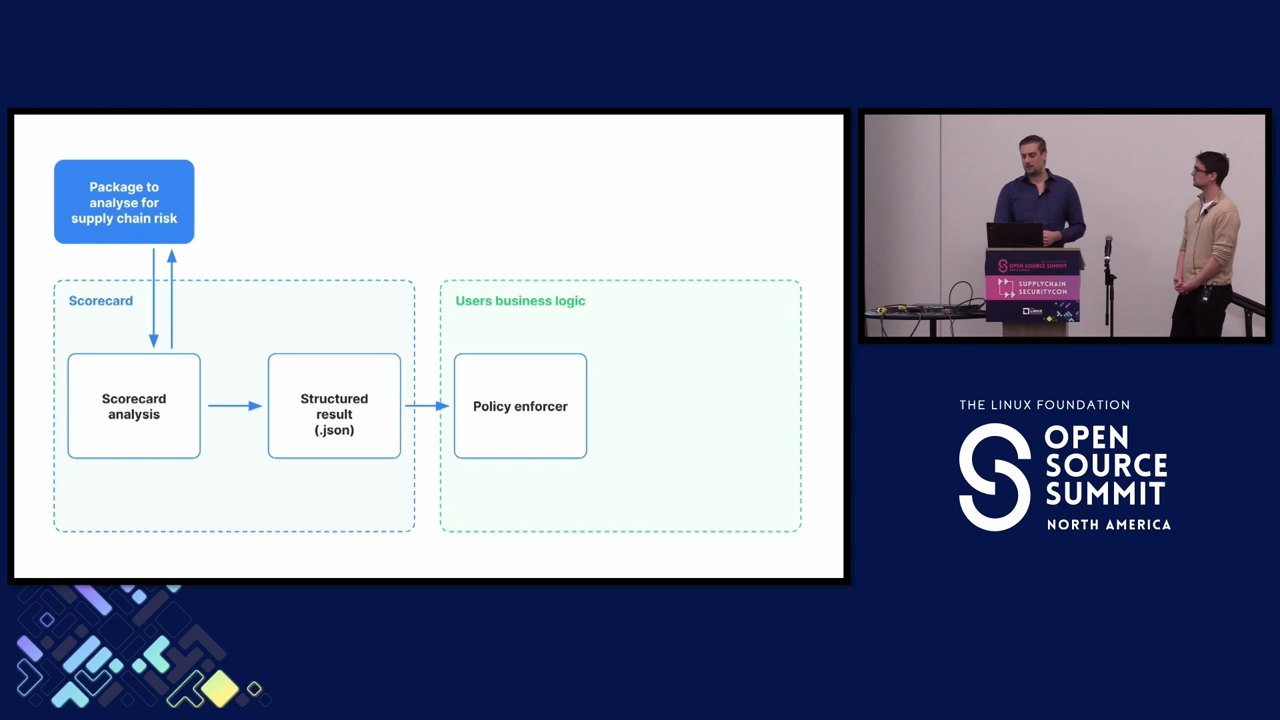 Package to
analyse for
supply chain risk
Scorecard
Scorecard
analysis
Structured
result
(.json)
Users business logic
Policy enforcer
OPEN SOURCE SUMMIT
SUPPLYCHAIN
SECURITYCON
LINUX
THE LINUX FOUNDATION
OPEN
SOURCE
SUMMIT
NORTH AMERICA